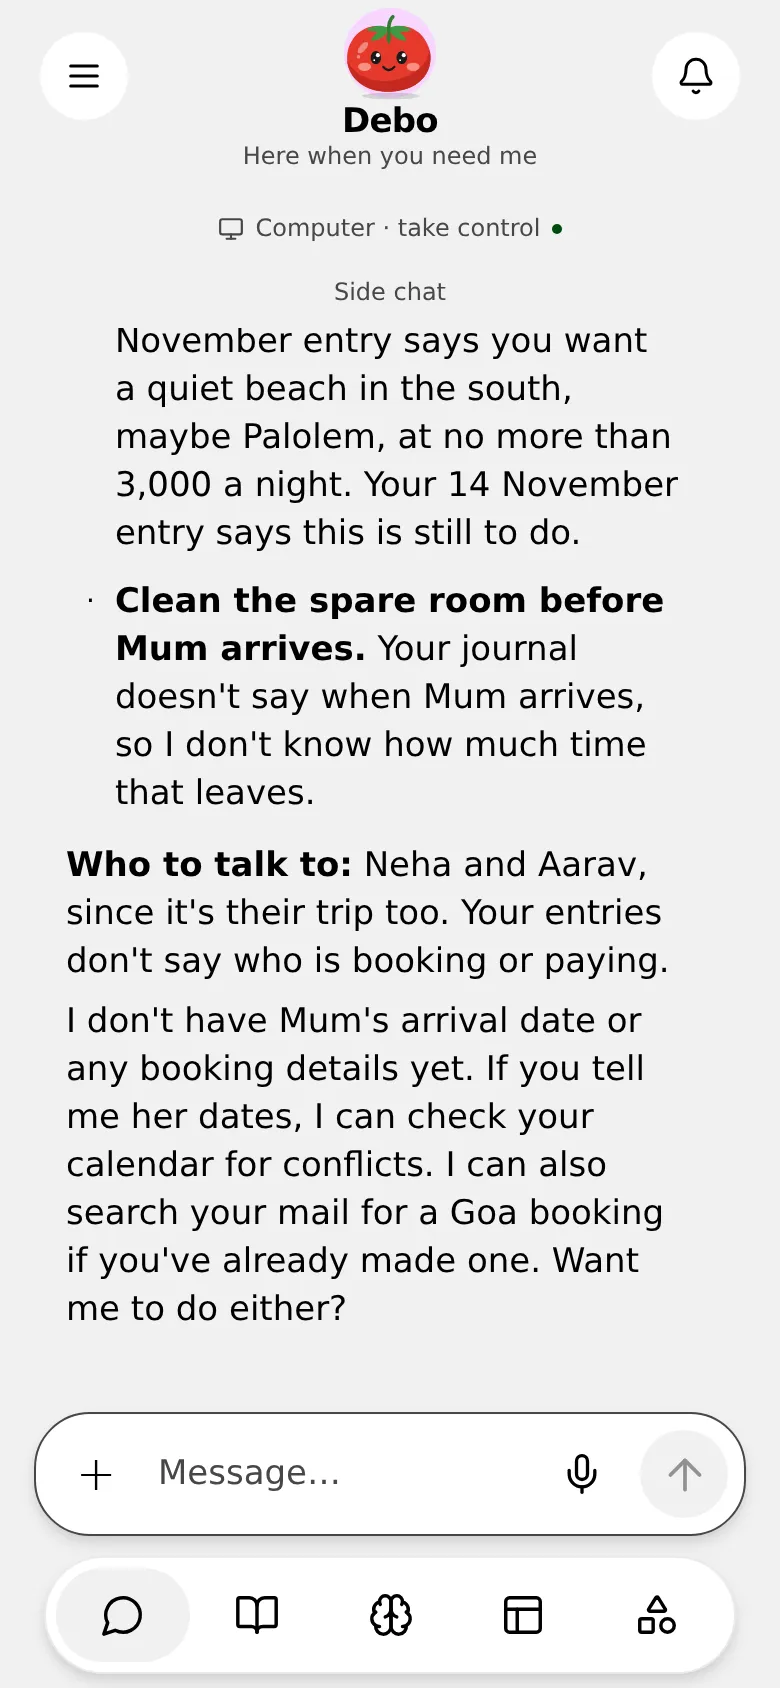 Debo
Here when you need me
Computer · take control
Side chat
November entry says you want
a quiet beach in the south,
maybe Palolem, at no more than
3,000 a night. Your 14 November
entry says this is still to do.
· Clean the spare room before
Mum arrives. Your journal
doesn't say when Mum arrives,
so I don't know how much time
that leaves.
Who to talk to: Neha and Aarav,
since it's their trip too. Your entries
don't say who is booking or paying.
I don't have Mum's arrival date or
any booking details yet. If you tell
me her dates, I can check your
calendar for conflicts. I can also
search your mail for a Goa booking
if you've already made one. Want
me to do either?
Message...